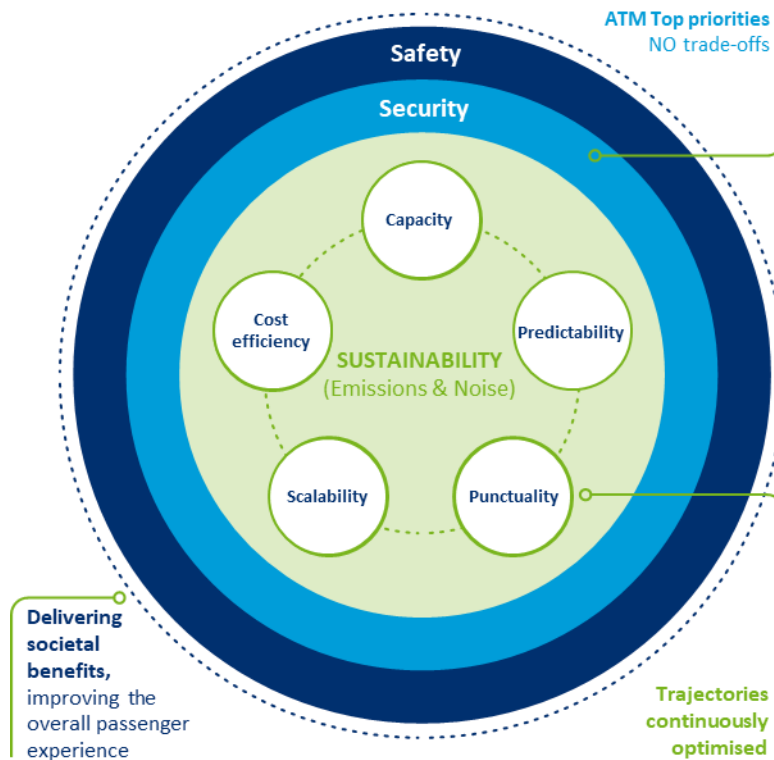 ATM Top priorities
NO trade-offs
Safety
Security
Capacity
Cost
efficiency
Predictability
SUSTAINABILITY
(Emissions & Noise)
Scalability
Punctuality
Delivering
societal
benefits,
improving the
overall passenger
experience
Trajectories
continuously
optimised